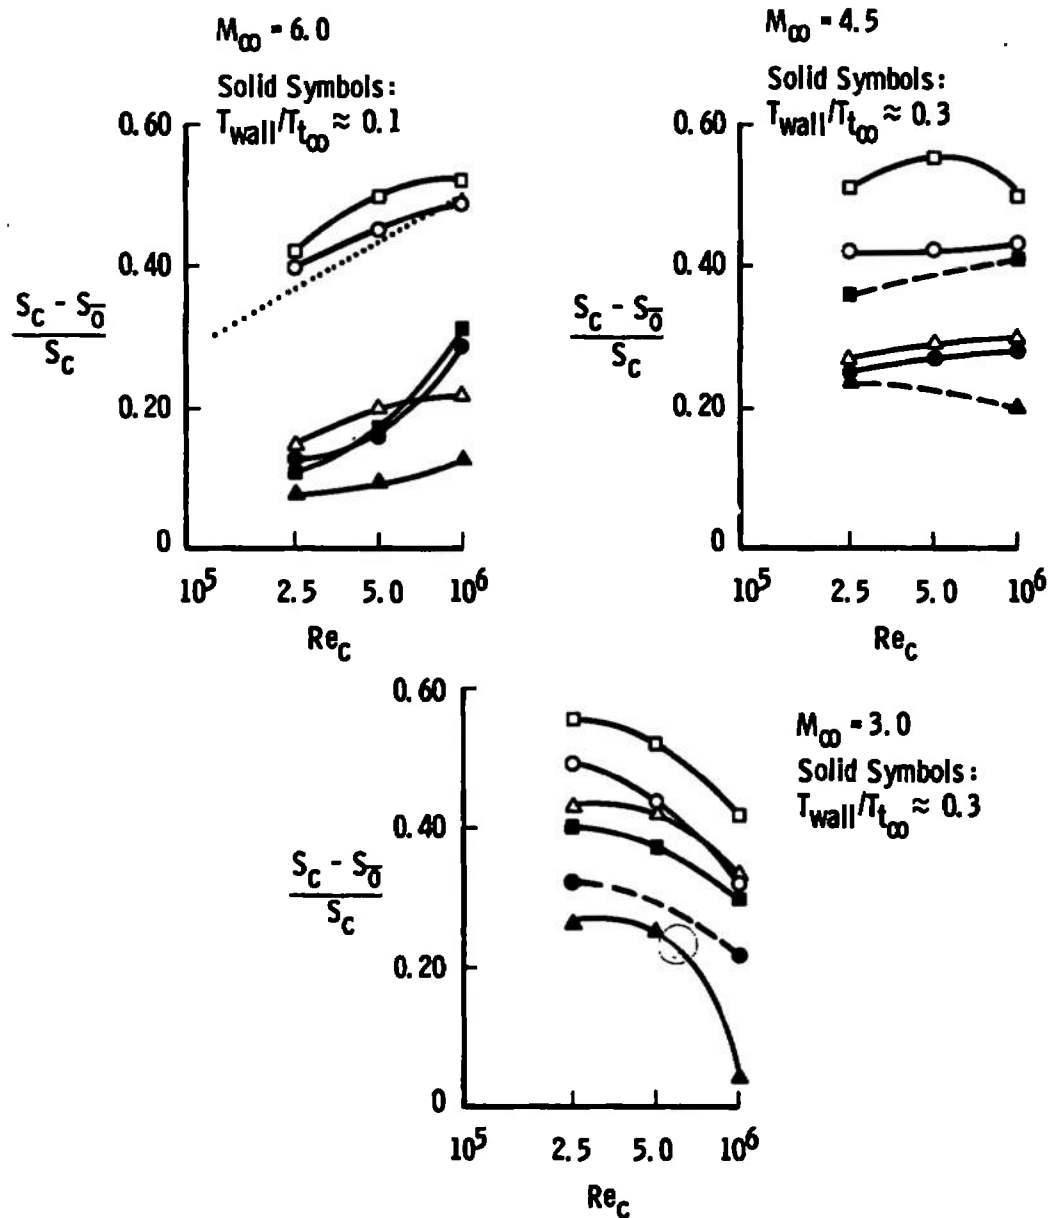 M∞ = 6.0
Solid Symbols:
Twall/Tt∞ ≈ 0.1
0.60
0.40
0.20
0
Sc - So̅
Sc
10⁵ 2.5 5.0 10⁶
Rec
M∞ = 4.5
Solid Symbols:
Twall/Tt∞ ≈ 0.3
0.60
0.40
0.20
0
Sc - So̅
Sc
10⁵ 2.5 5.0 10⁶
Rec
M∞ = 3.0
Solid Symbols:
Twall/Tt∞ ≈ 0.3
0.60
0.40
0.20
0
Sc - So̅
Sc
10⁵ 2.5 5.0 10⁶
Rec